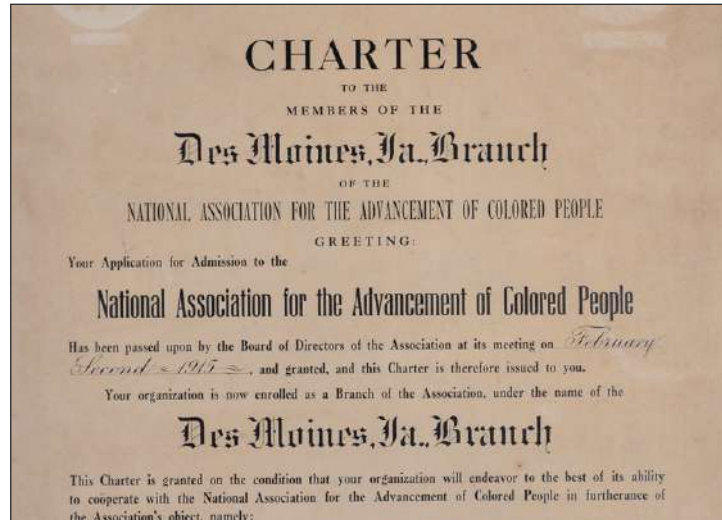 CHARTER
TO THE
MEMBERS OF THE
Des Moines, Ia., Branch
OF THE
NATIONAL ASSOCIATION FOR THE ADVANCEMENT OF COLORED PEOPLE
GREETING:
Your Application for Admission to the
National Association for the Advancement of Colored People
Has been passed upon by the Board of Directors of the Association at its meeting on February
Second - 1915 -, and granted, and this Charter is therefore issued to you.
Your organization is now enrolled as a Branch of the Association, under the name of the
Des Moines, Ia., Branch
This Charter is granted on the condition that your organization will endeavor to the best of its ability
to coöperate with the National Association for the Advancement of Colored People in furtherance of
the Association's object, namely: